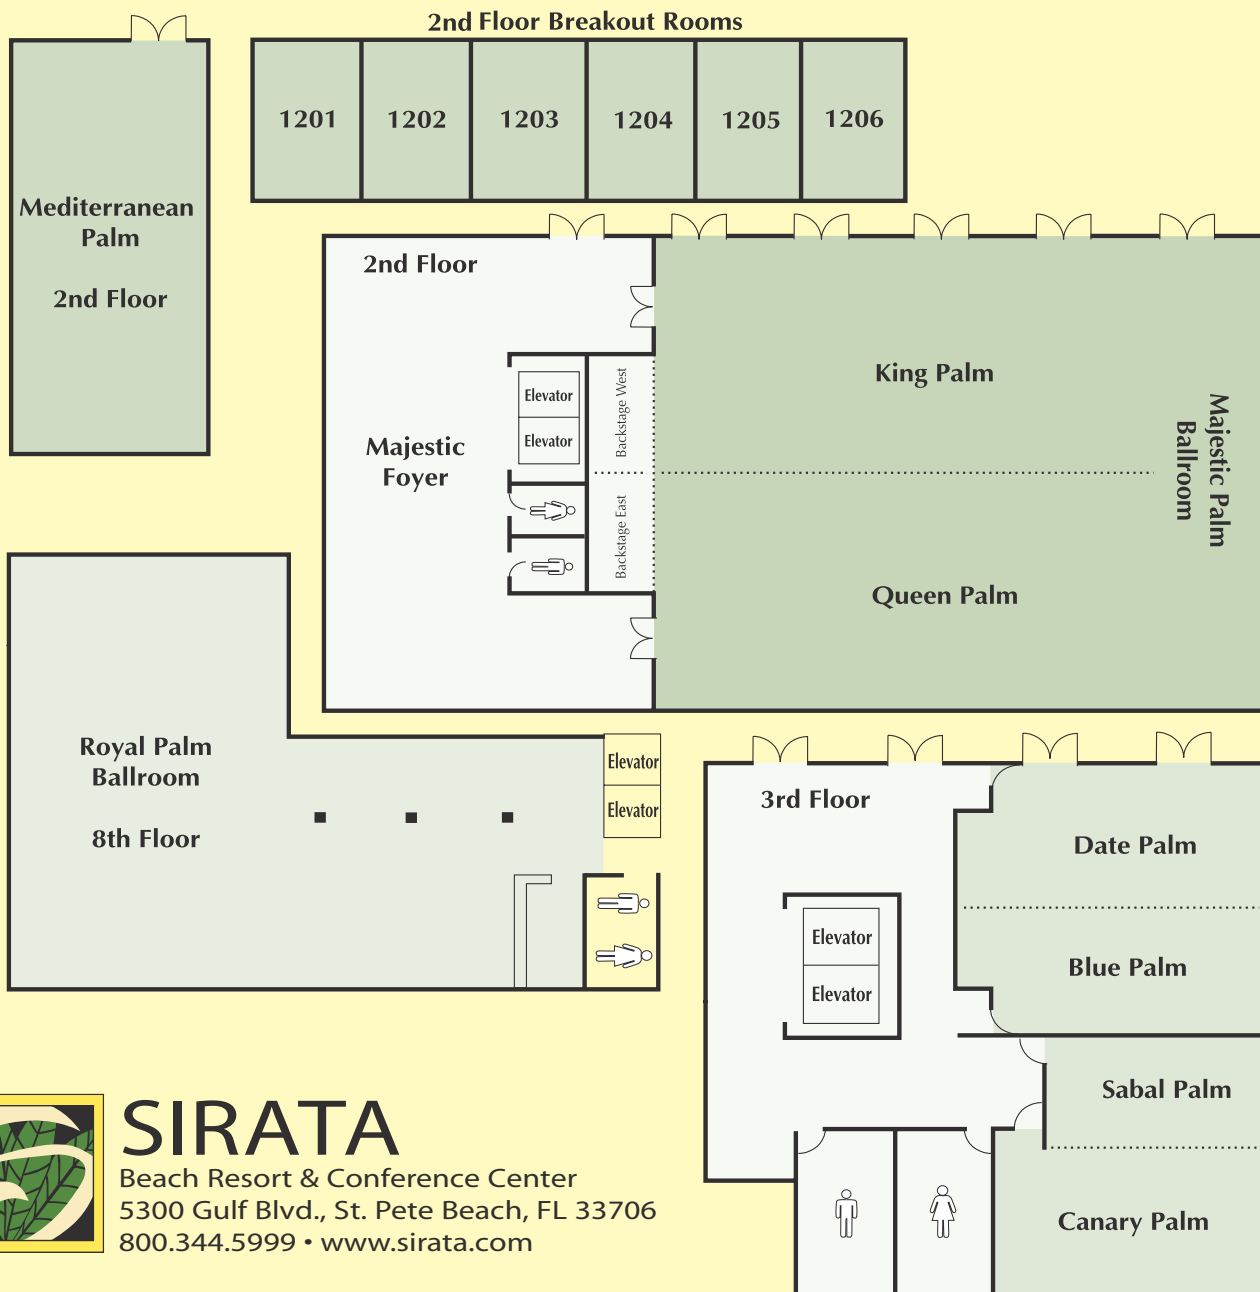 2nd Floor Breakout Rooms
1201
1202
1203
1204
1205
1206
Mediterranean
Palm
2nd Floor
2nd Floor
Majestic
Foyer
Elevator
Elevator
Backstage West
Backstage East
King Palm
Queen Palm
Majestic Palm
Ballroom
Royal Palm
Ballroom
8th Floor
Elevator
Elevator
3rd Floor
Elevator
Elevator
Date Palm
Blue Palm
Sabal Palm
Canary Palm
SIRATA
Beach Resort & Conference Center
5300 Gulf Blvd., St. Pete Beach, FL 33706
800.344.5999 • www.sirata.com